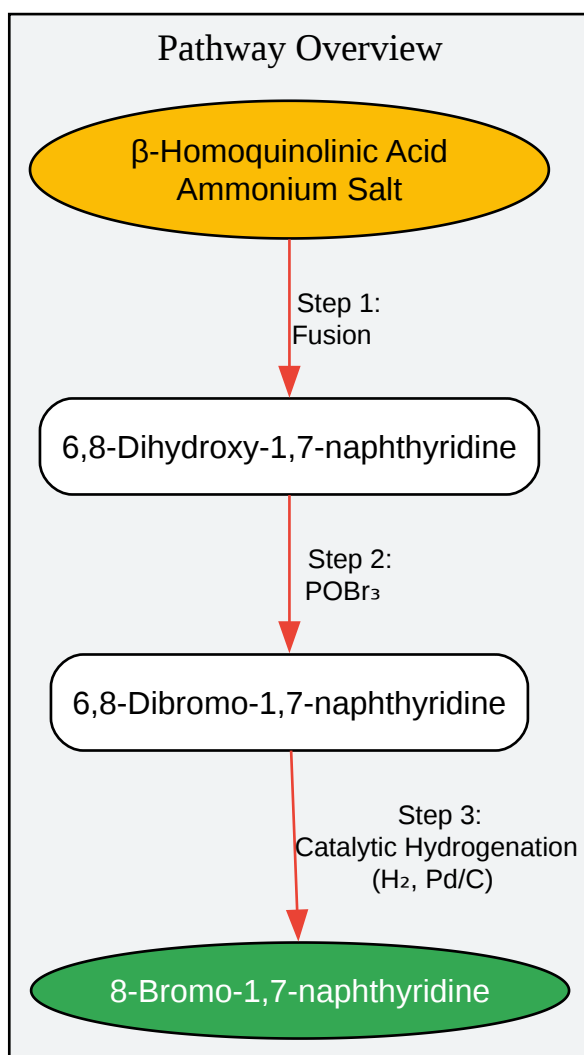 Pathway Overview
β-Homoquinolinic Acid
Ammonium Salt
Step 1:
Fusion
6,8-Dihydroxy-1,7-naphthyridine
Step 2:
POBr₃
6,8-Dibromo-1,7-naphthyridine
Step 3:
Catalytic Hydrogenation
(H₂, Pd/C)
8-Bromo-1,7-naphthyridine